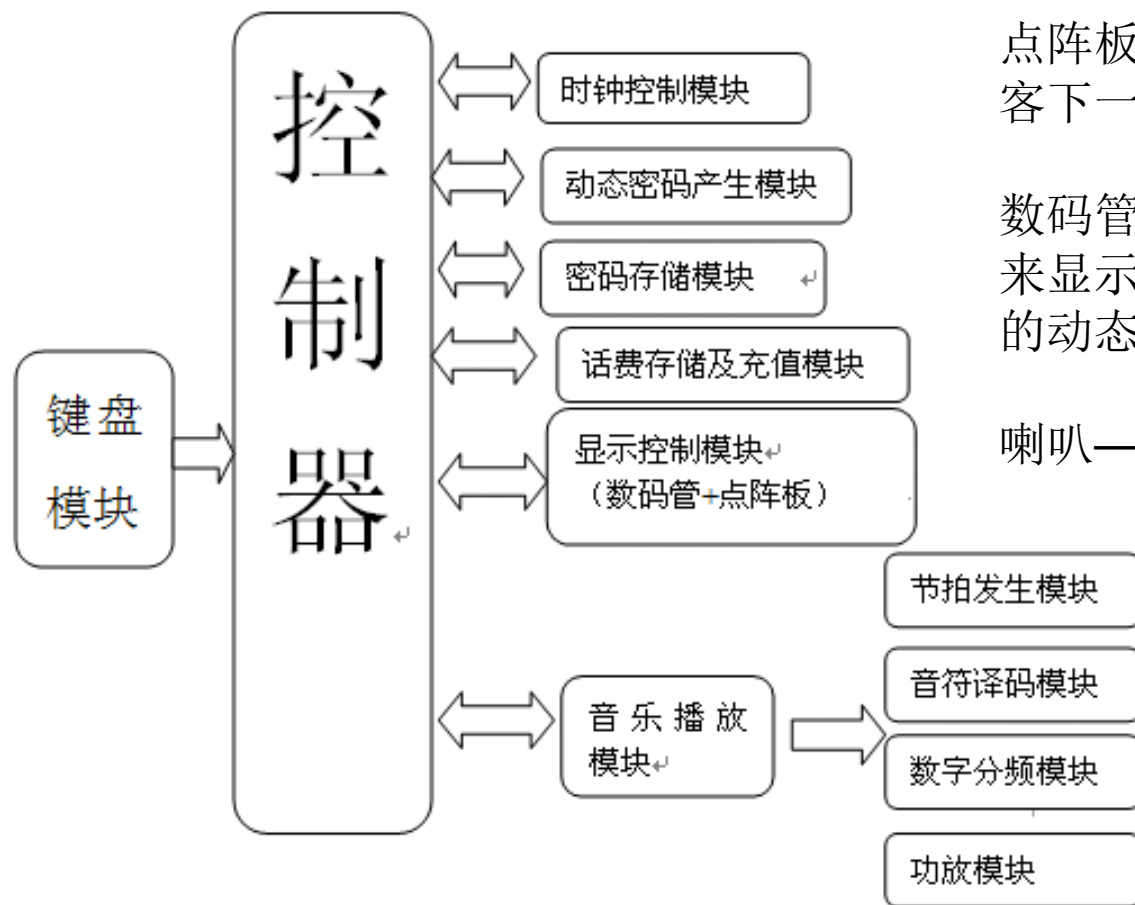 键盘
模块
控
制
器
时钟控制模块
动态密码产生模块
密码存储模块
话费存储及充值模块
显示控制模块
（数码管+点阵板）
音乐播放
模块
节拍发生模块
音符译码模块
数字分频模块
功放模块
点阵板
客下一
数码管
来显示
的动态
喇叭—